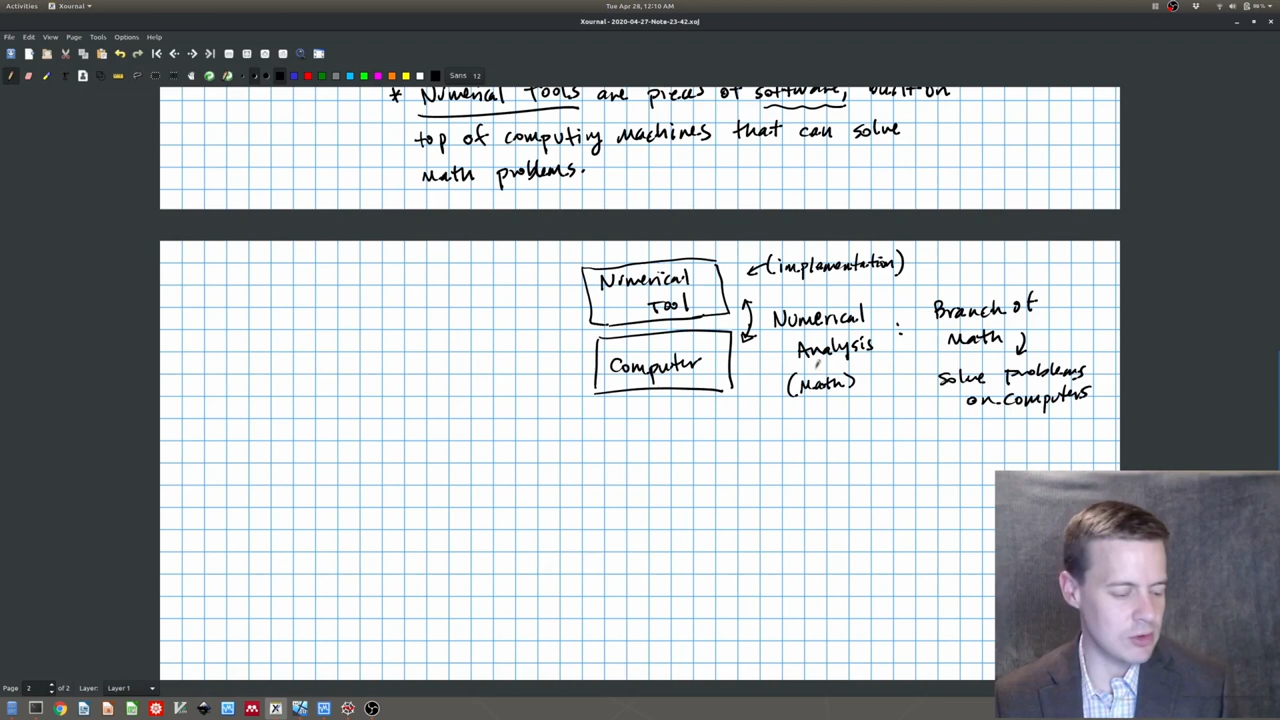 Activities
Xournal
Tue Apr 28, 12:10 AM
98%
Xournal - 2020-04-27-Note-23-42.xoj
File Edit View Page Tools Options Help
Sans 12
* Numerical Tools are pieces of software, built-on
top of computing machines that can solve
math problems.
Numerical
Tool
(implementation)
Computer
Numerical
Analysis
(Math)
:
Branch of
Math
solve problems
on computers
Page 2 of 2 Layer: Layer 1